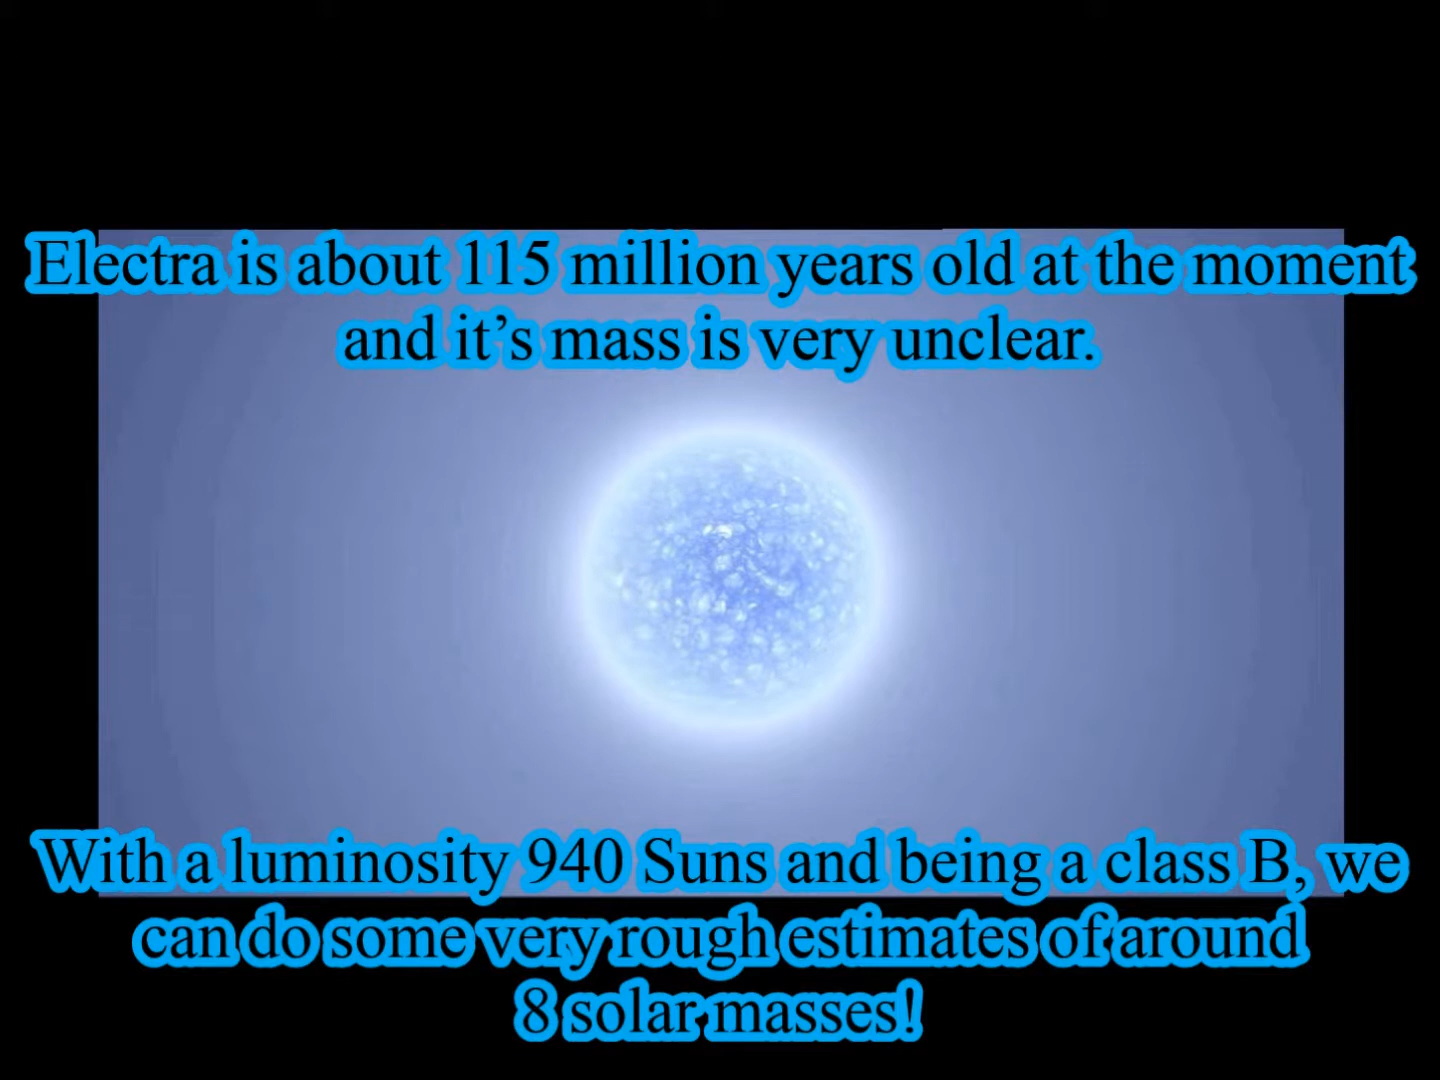 Electra is about 115 million years old at the moment
and it’s mass is very unclear.
With a luminosity 940 Suns and being a class B, we
can do some very rough estimates of around
8 solar masses!